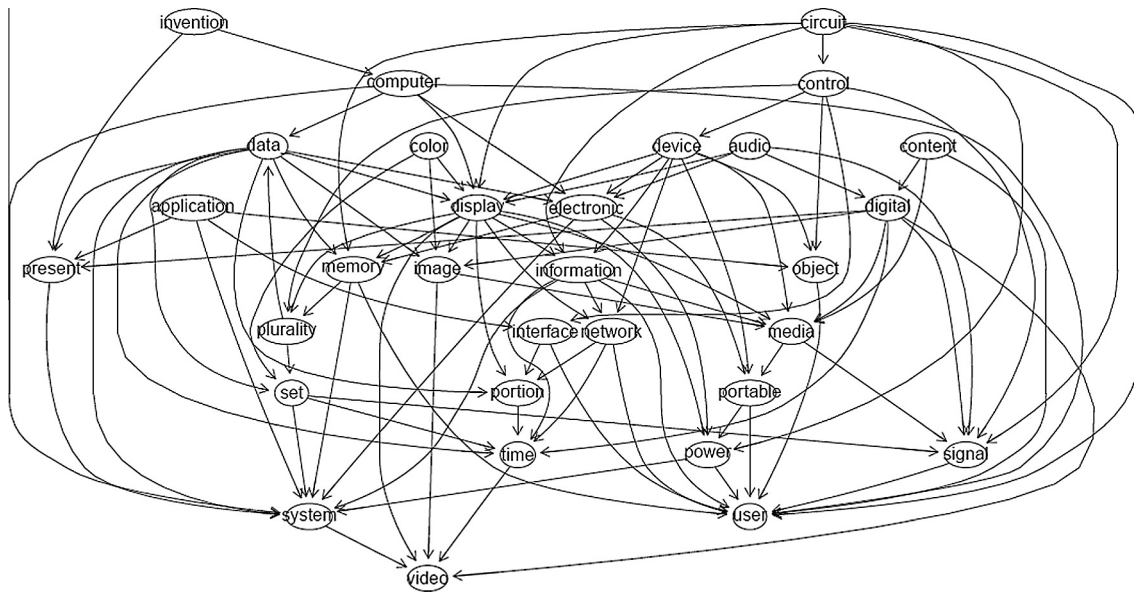 invention
circuit
computer
control
data
color
device
audio
content
application
display
electronic
digital
present
memory
image
information
object
plurality
interface
network
media
set
portion
portable
time
power
signal
system
user
video